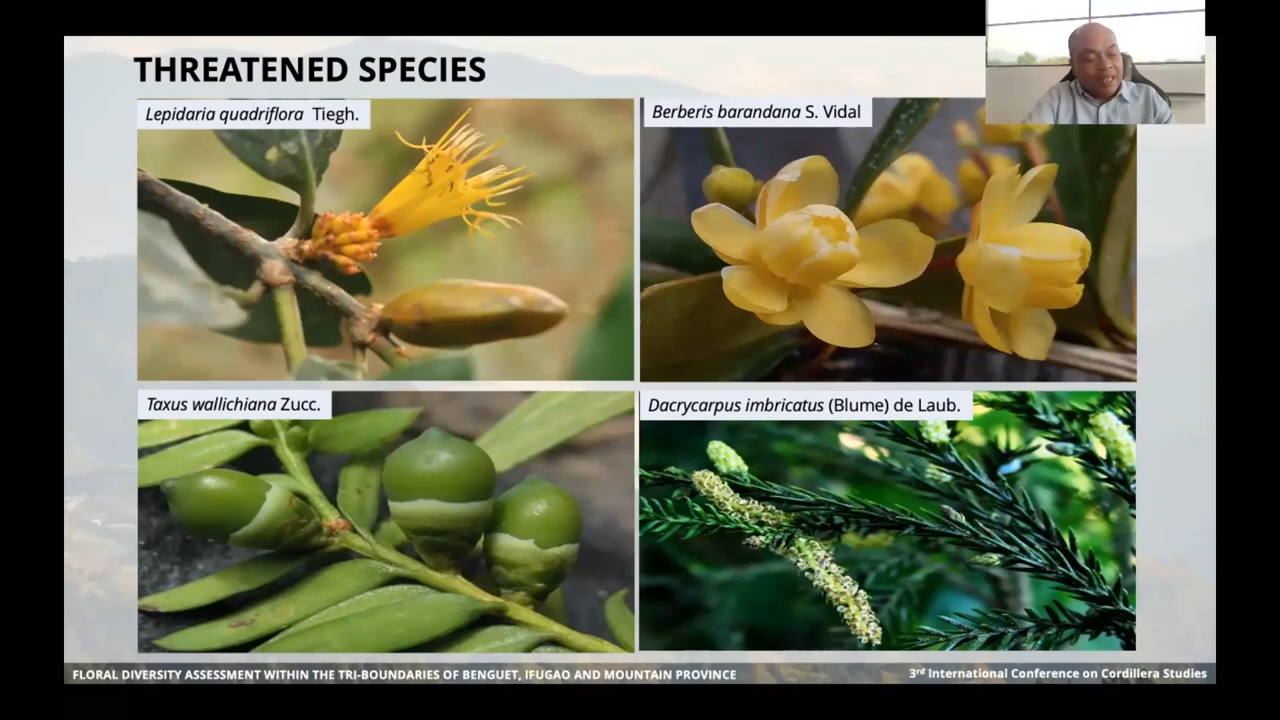 THREATENED SPECIES
Lepidaria quadriflora Tiegh.
Berberis barandana S. Vidal
Taxus wallichiana Zucc.
Dacrycarpus imbricatus (Blume) de Laub.
FLORAL DIVERSITY ASSESSMENT WITHIN THE TRI-BOUNDARIES OF BENGUET, IFUGAO AND MOUNTAIN PROVINCE
3rd International Conference on Cordillera Studies